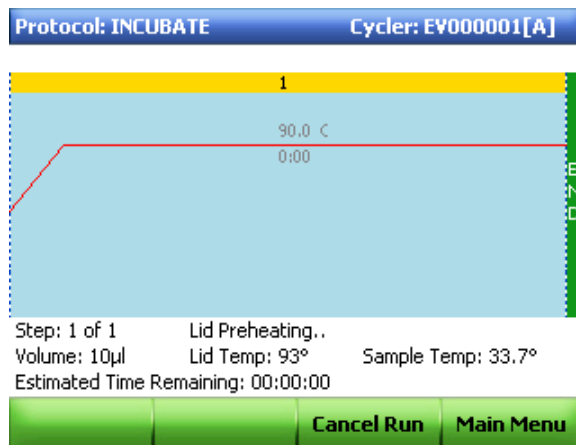 Protocol: INCUBATE Cycler: EV000001[A]
1
90.0 C
0:00
END
Step: 1 of 1 Lid Preheating..
Volume: 10µl Lid Temp: 93° Sample Temp: 33.7°
Estimated Time Remaining: 00:00:00
Cancel Run Main Menu